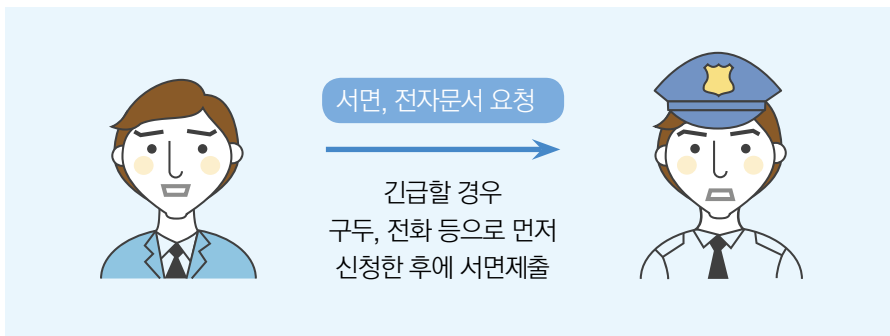 서면, 전자문서 요청
긴급할 경우
구두, 전화 등으로 먼저
신청한 후에 서면제출